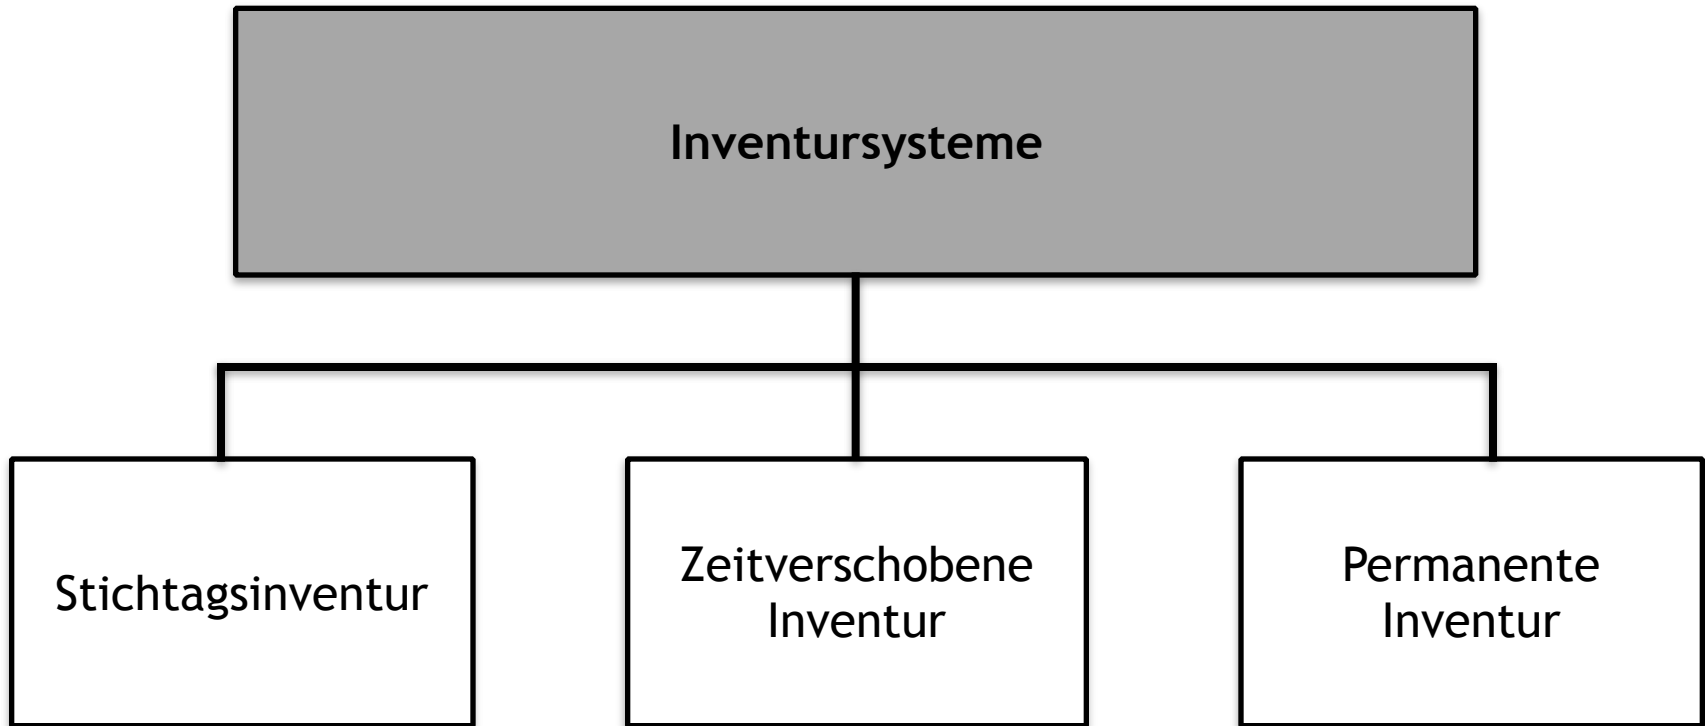 Inventursysteme
Stichtagsinventur
Zeitverschobene
Inventur
Permanente
Inventur